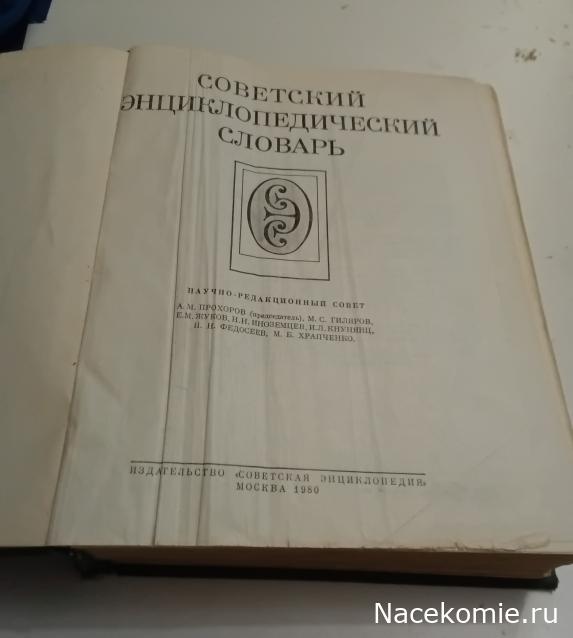 СОВЕТСКИЙ
ЭНЦИКЛОПЕДИЧЕСКИЙ
СЛОВАРЬ
НАУЧНО-РЕДАКЦИОННЫЙ СОВЕТ
А. М. ПРОХОРОВ (председатель), М. С. ГИЛЯРОВ,
Е. М. ЖУКОВ, Н. Н. ИНОЗЕМЦЕВ, И. Л. КНУНЯНЦ,
П. Н. ФЕДОСЕЕВ, М. Б. ХРАПЧЕНКО.
ИЗДАТЕЛЬСТВО «СОВЕТСКАЯ ЭНЦИКЛОПЕДИЯ»
МОСКВА 1980
Nacekomie.ru